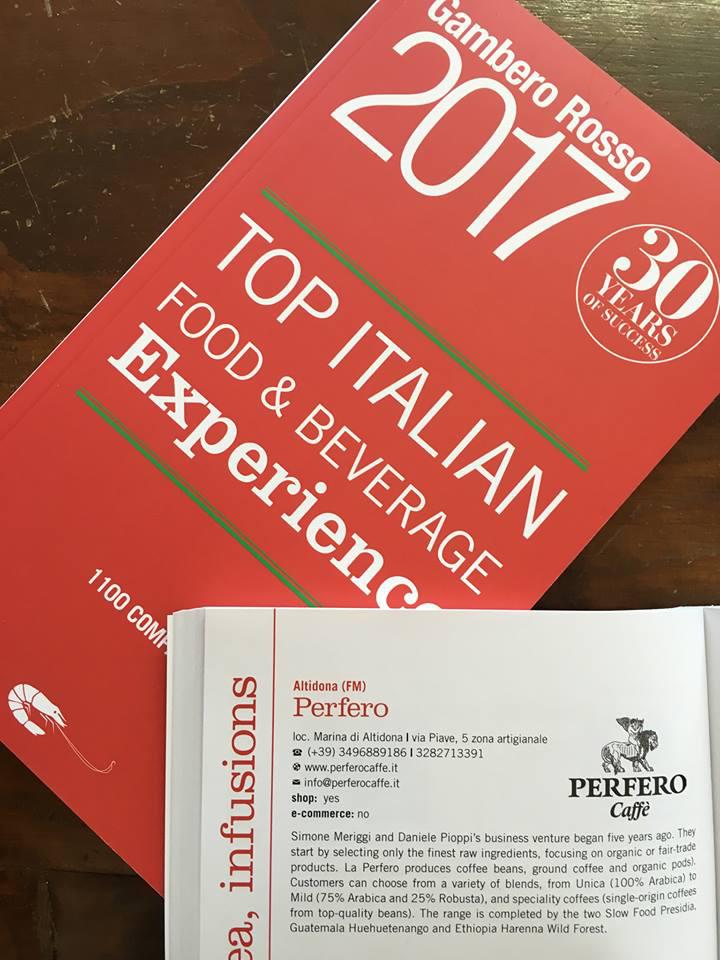 Gambero Rosso
2017
30
YEARS
OF SUCCESS
TOP ITALIAN
FOOD & BEVERAGE
1100
ea, infusions
Altidona (FM)
Perfero
loc. Marina di Altidona | via Piave, 5 zona artigianale
(+39) 3496889186 | 3282713391
www.perferocaffe.it
info@perferocaffe.it
shop: yes
e-commerce: no
PERFERO
Caffè
Simone Meriggi and Daniele Pioppi's business venture began five years ago. They
start by selecting only the finest raw ingredients, focusing on organic or fair-trade
products. La Perfero produces coffee beans, ground coffee and organic pods).
Customers can choose from a variety of blends, from Unica (100% Arabica) to
Mild (75% Arabica and 25% Robusta), and speciality coffees (single-origin coffees
from top-quality beans). The range is completed by the two Slow Food Presidia,
Guatemala Huehuetenango and Ethiopia Harenna Wild Forest.